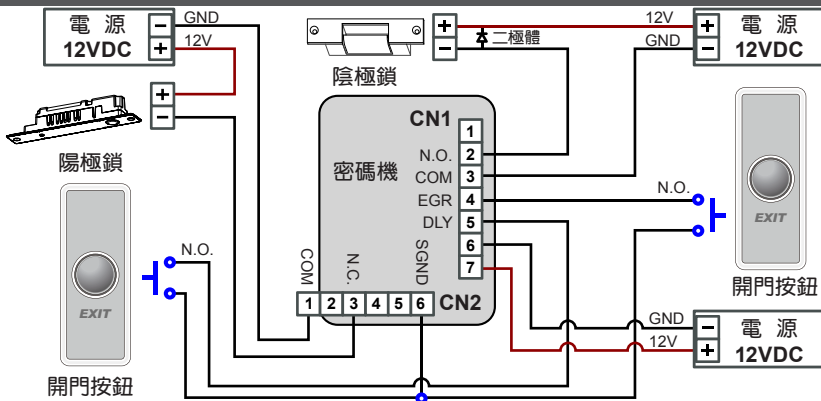 電 源
12VDC
−
+
GND
12V
+
−
陽極鎖
陰極鎖
+
−
二極體
12V
GND
+
−
電 源
12VDC
密碼機
CN1
1
N.O. 2
COM 3
EGR 4
DLY 5
6
7
COM
N.C.
SGND
1 2 3 4 5 6 CN2
N.O.
EXIT
開門按鈕
N.O.
EXIT
開門按鈕
GND
12V
−
+
電 源
12VDC